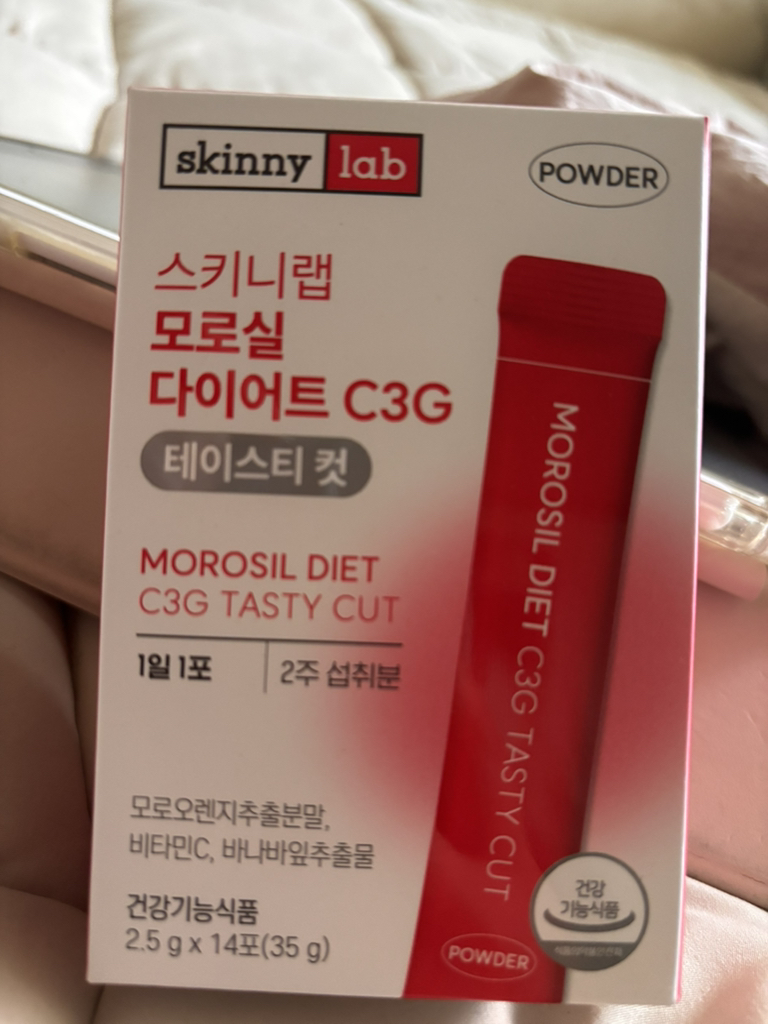 skinny lab
POWDER
스키니랩
모로실
다이어트 C3G
테이스티 컷
MOROSIL DIET
C3G TASTY CUT
1일 1포
2주 섭취분
모로오렌지추출분말,
비타민C, 바나바잎추출물
건강기능식품
2.5 g x 14포(35 g)
MOROSIL DIET C3G TASTY CUT
POWDER
건강
기능식품